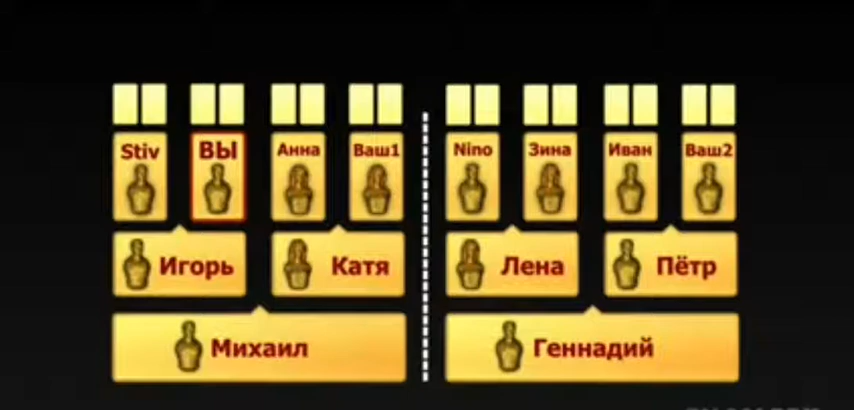 Stiv ВЫ Анна Ваш1 Nino Зина Иван Ваш2
Игорь Катя Лена Пётр
Михаил Геннадий